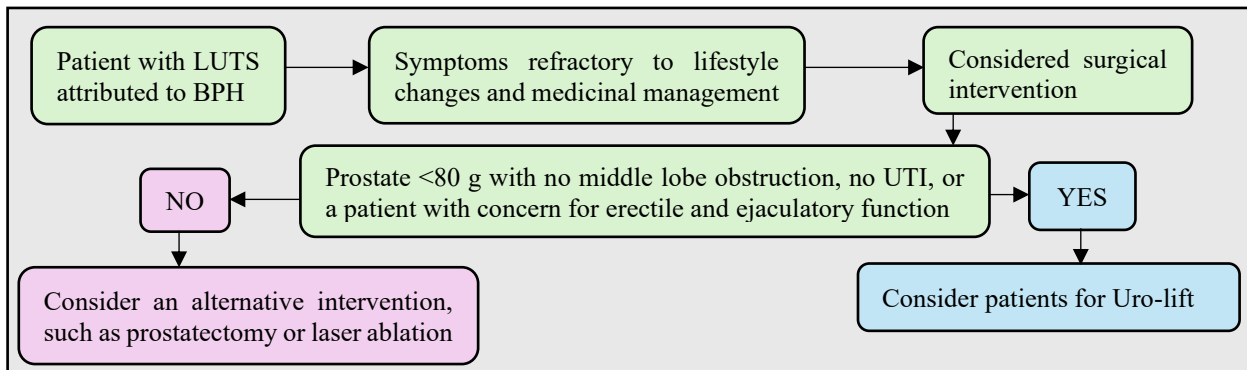 Patient with LUTS
attributed to BPH
Symptoms refractory to lifestyle
changes and medicinal management
Considered surgical
intervention
Prostate <80 g with no middle lobe obstruction, no UTI, or
a patient with concern for erectile and ejaculatory function
NO
YES
Consider an alternative intervention,
such as prostatectomy or laser ablation
Consider patients for Uro-lift